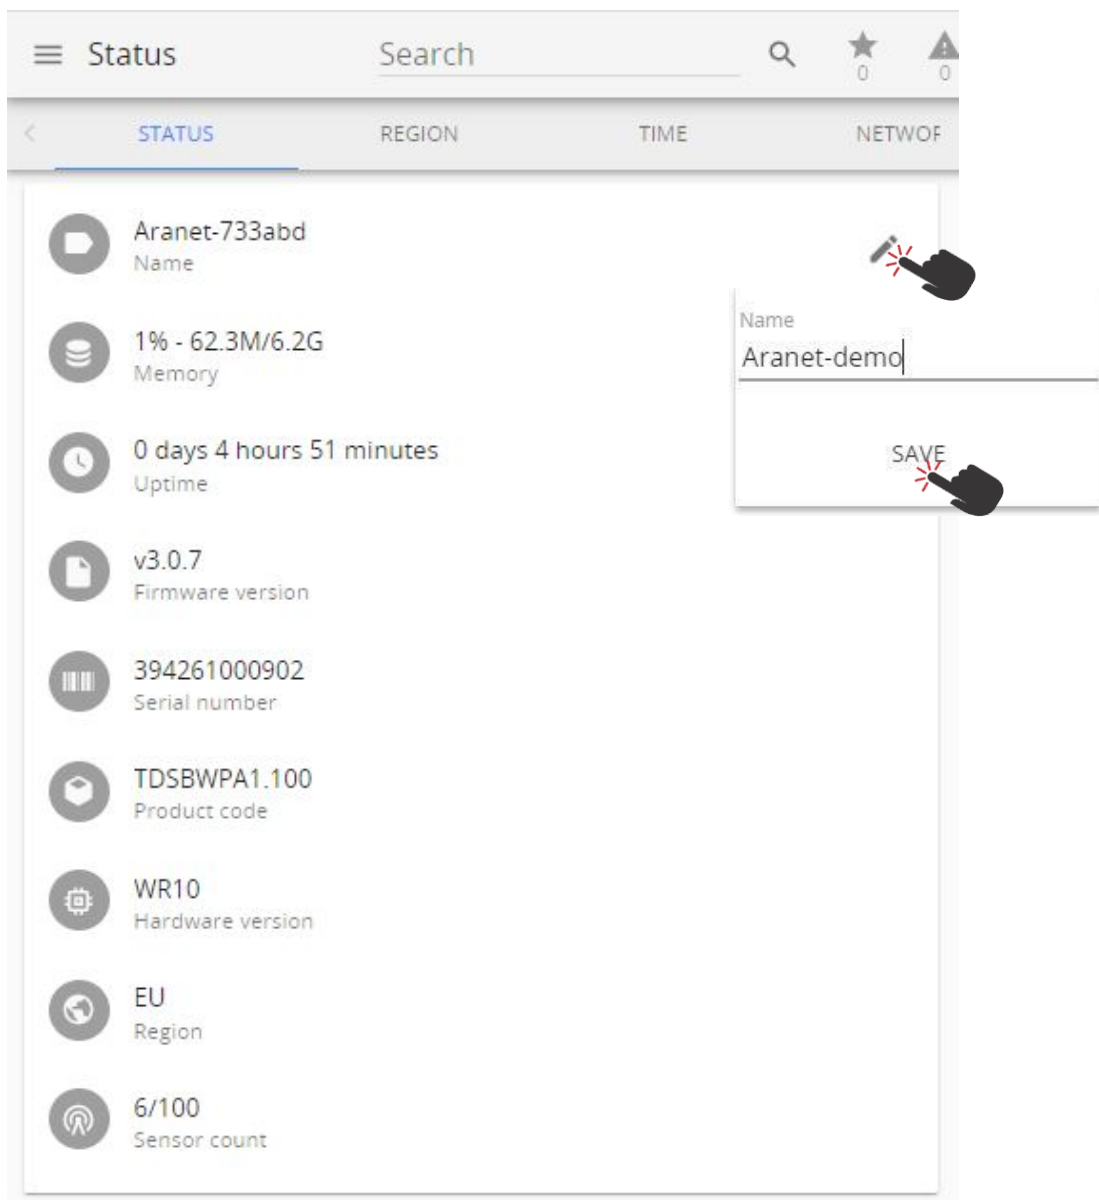 Status
Search
0
0
STATUS
REGION
TIME
NETWOR
Aranet-733abd
Name
1% - 62.3M/6.2G
Memory
Name
Aranet-demo
SAVE
0 days 4 hours 51 minutes
Uptime
v3.0.7
Firmware version
394261000902
Serial number
TDSBWPA1.100
Product code
WR10
Hardware version
EU
Region
6/100
Sensor count